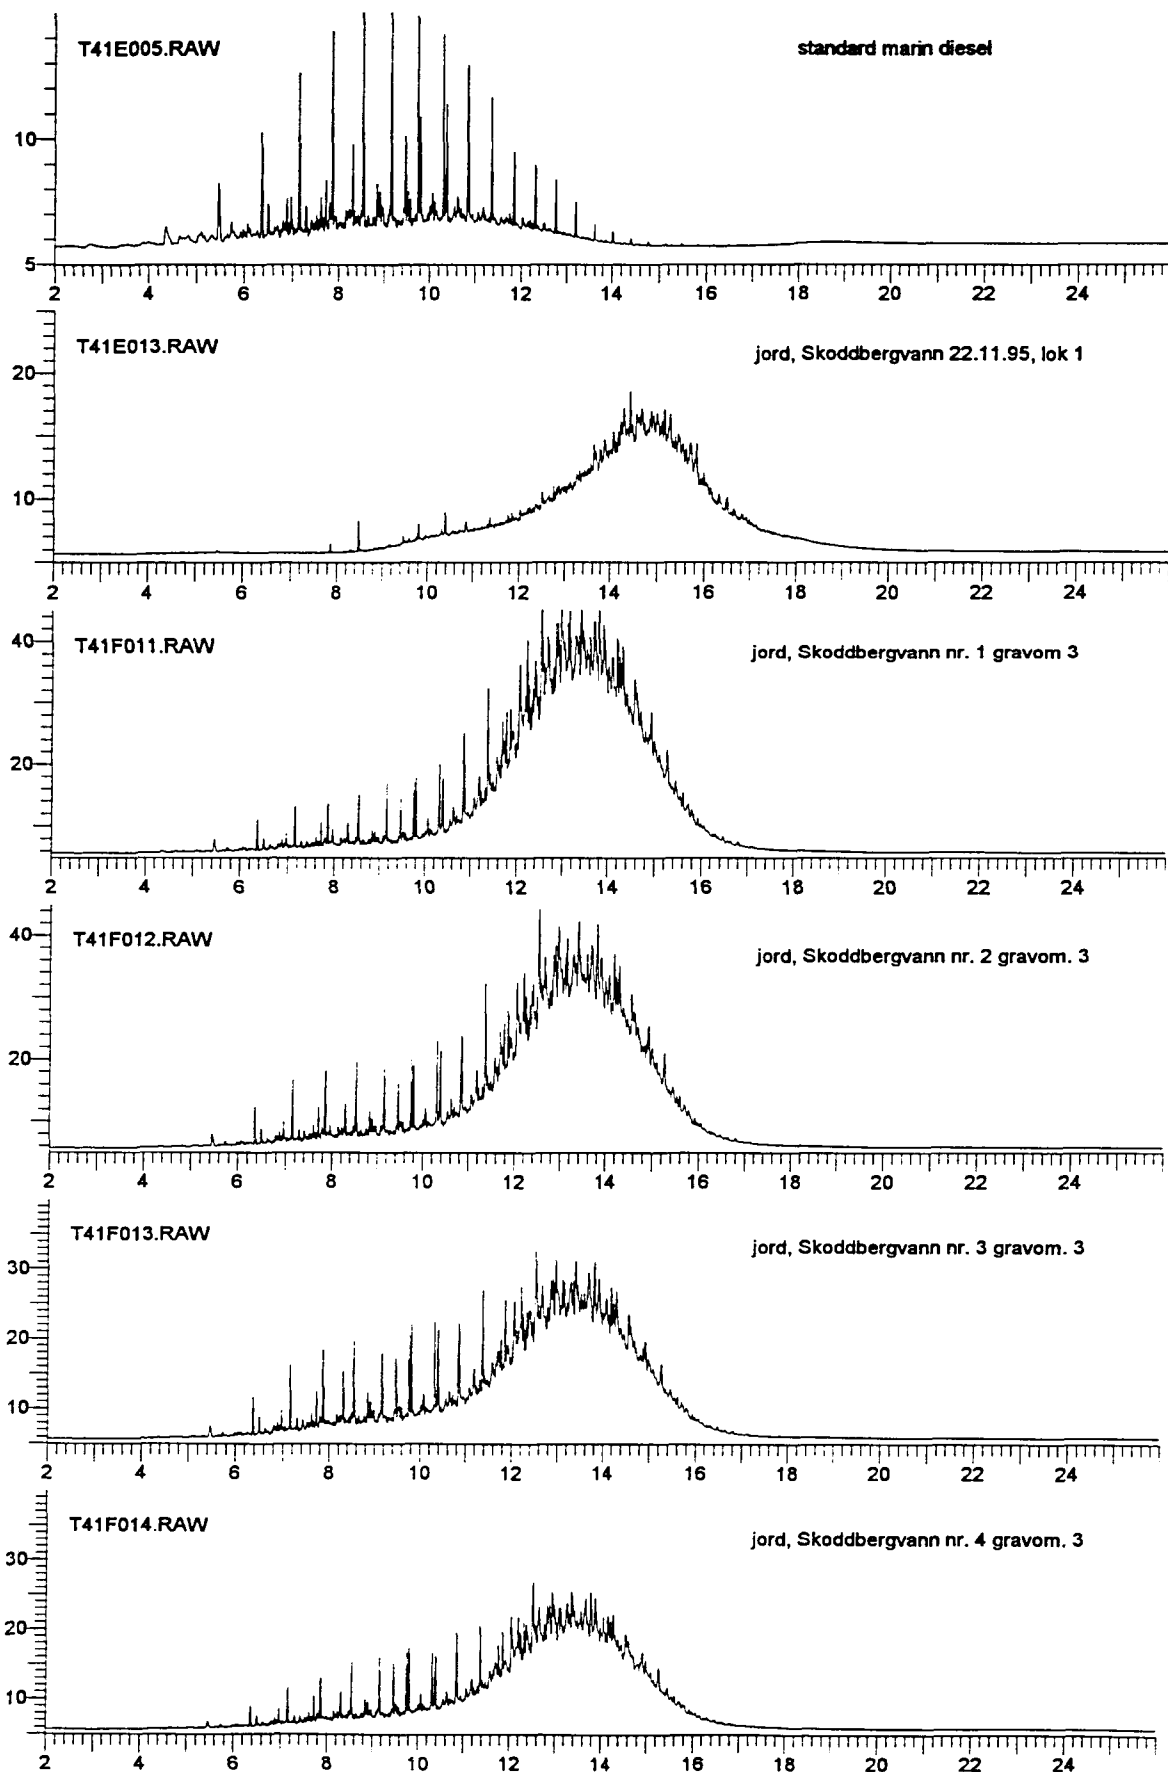 T41E005.RAW
standard marin diesel
10
5
2 4 6 8 10 12 14 16 18 20 22 24
T41E013.RAW
jord, Skoddbergvann 22.11.95, lok 1
20
10
2 4 6 8 10 12 14 16 18 20 22 24
T41F011.RAW
jord, Skoddbergvann nr. 1 gravom 3
40
20
2 4 6 8 10 12 14 16 18 20 22 24
T41F012.RAW
jord, Skoddbergvann nr. 2 gravom. 3
40
20
2 4 6 8 10 12 14 16 18 20 22 24
T41F013.RAW
jord, Skoddbergvann nr. 3 gravom. 3
30
20
10
2 4 6 8 10 12 14 16 18 20 22 24
T41F014.RAW
jord, Skoddbergvann nr. 4 gravom. 3
30
20
10
2 4 6 8 10 12 14 16 18 20 22 24